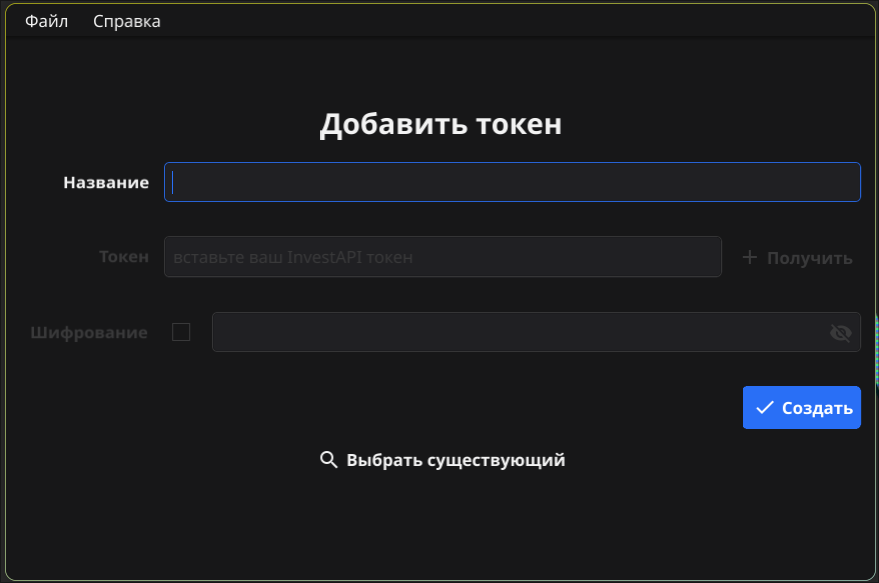 Файл Справка
Добавить токен
Название
Токен вставьте ваш InvestAPI токен + Получить
Шифрование
Создать
Выбрать существующий